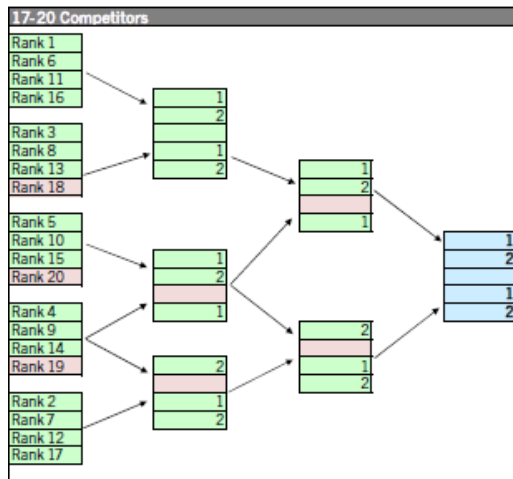 17-20 Competitors
Rank 1
Rank 6
Rank 11
Rank 16
Rank 3
Rank 8
Rank 13
Rank 18
Rank 5
Rank 10
Rank 15
Rank 20
Rank 4
Rank 9
Rank 14
Rank 19
Rank 2
Rank 7
Rank 12
Rank 17
1
2
1
2
1
2
1
2
1
2
1
2
1
2
1
2
1
2
1
2